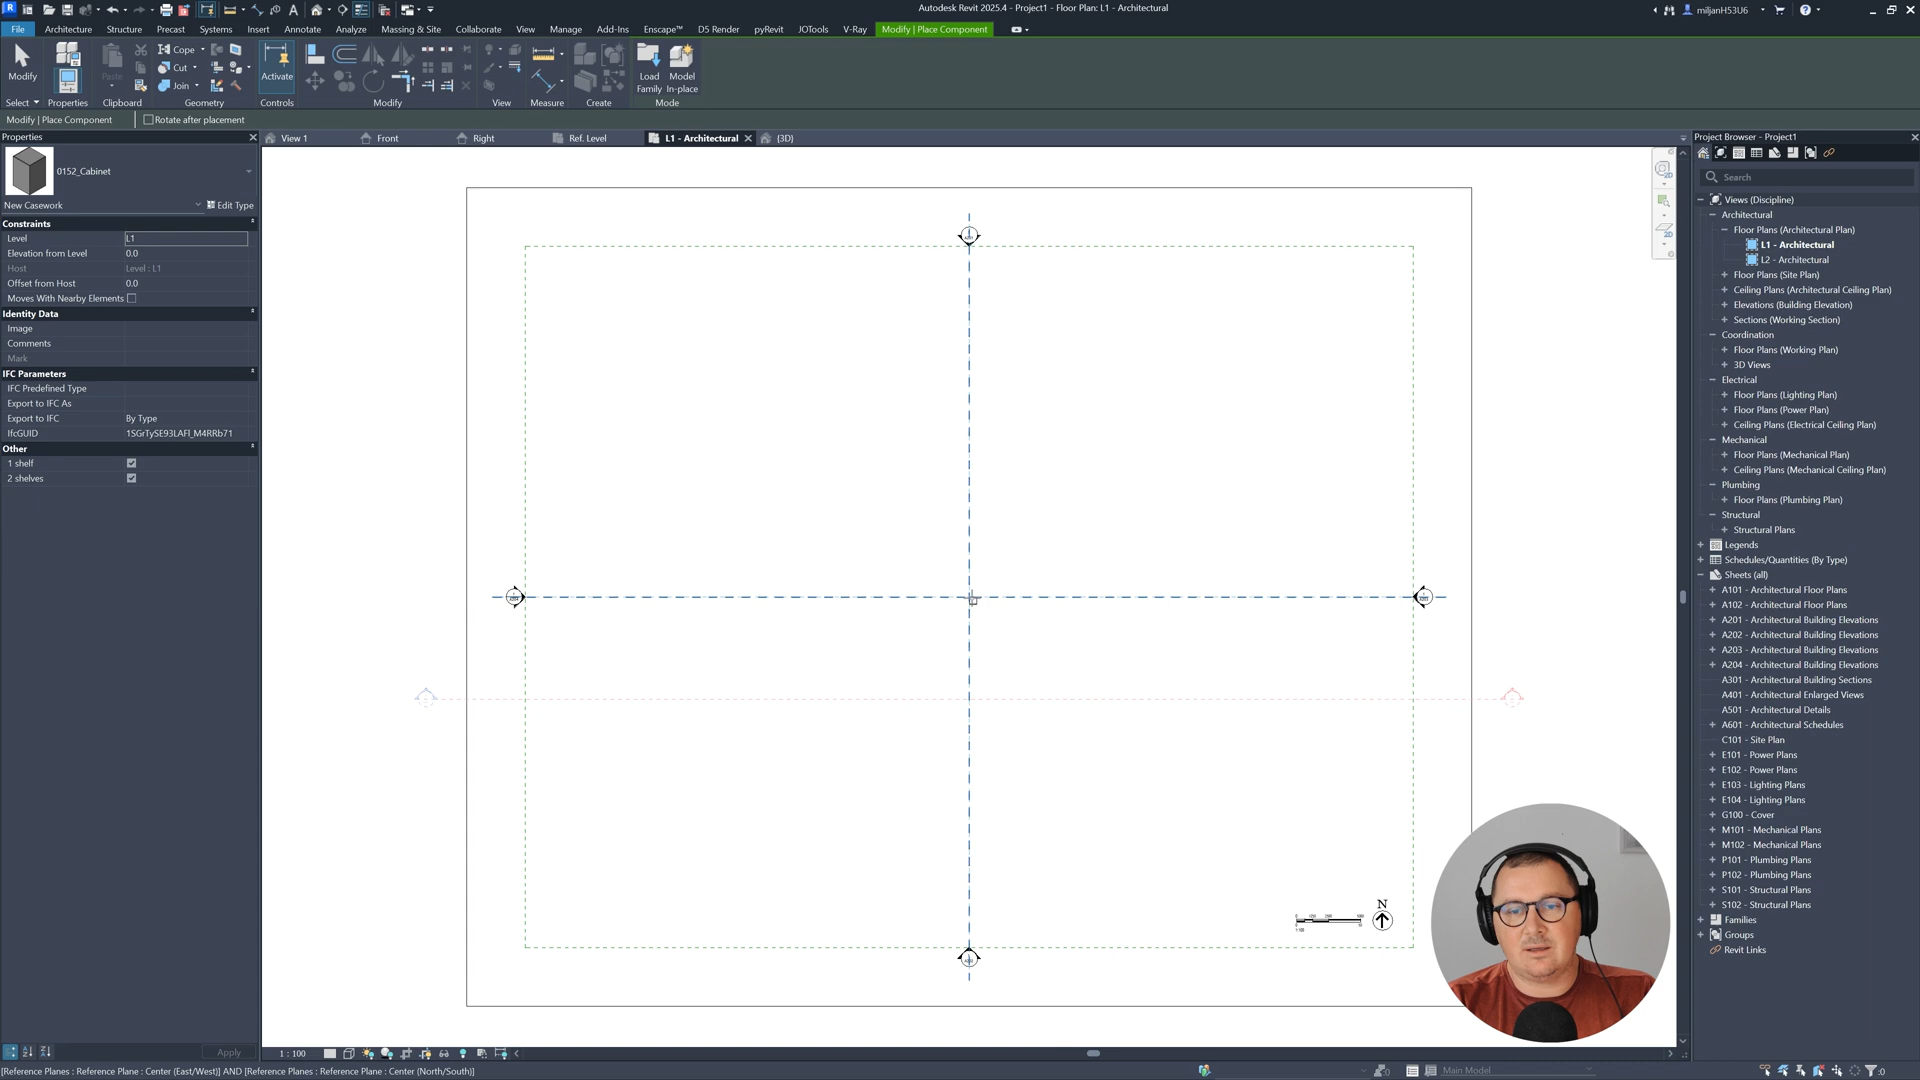 Autodesk Revit 2025.4 - Project1 - Floor Plan: L1 - Architectural
miljanH53U6
File
Architecture
Structure
Precast
Systems
Insert
Annotate
Analyze
Massing & Site
Collaborate
View
Manage
Add-Ins
Enscape™
D5 Render
pyRevit
JOTools
V-Ray
Modify | Place Component
Modify
Paste
Cope
Cut
Join
Activate
Load Family
Model In-place
Select
Properties
Clipboard
Geometry
Controls
Modify
View
Measure
Create
Mode
Modify | Place Component
Rotate after placement
Properties
View 1
Front
Right
Ref. Level
L1 - Architectural
{3D}
Project Browser - Project1
0152_Cabinet
New Casework
Edit Type
Constraints
Level L1
Elevation from Level 0.0
Host Level : L1
Offset from Host 0.0
Moves With Nearby Elements
Identity Data
Image
Comments
Mark
IFC Parameters
IFC Predefined Type
Export to IFC As
Export to IFC By Type
IfcGUID 1SGrTySE93LAFl_M4RRb71
Other
1 shelf
2 shelves
Apply
N
Search
Views (Discipline)
Architectural
Floor Plans (Architectural Plan)
L1 - Architectural
L2 - Architectural
Floor Plans (Site Plan)
Ceiling Plans (Architectural Ceiling Plan)
Elevations (Building Elevation)
Sections (Working Section)
Coordination
Floor Plans (Working Plan)
3D Views
Electrical
Floor Plans (Lighting Plan)
Floor Plans (Power Plan)
Ceiling Plans (Electrical Ceiling Plan)
Mechanical
Floor Plans (Mechanical Plan)
Ceiling Plans (Mechanical Ceiling Plan)
Plumbing
Floor Plans (Plumbing Plan)
Structural
Structural Plans
Legends
Schedules/Quantities (By Type)
Sheets (all)
A101 - Architectural Floor Plans
A102 - Architectural Floor Plans
A201 - Architectural Building Elevations
A202 - Architectural Building Elevations
A203 - Architectural Building Elevations
A204 - Architectural Building Elevations
A301 - Architectural Building Sections
A401 - Architectural Enlarged Views
A501 - Architectural Details
A601 - Architectural Schedules
C101 - Site Plan
E101 - Power Plans
E102 - Power Plans
E103 - Lighting Plans
E104 - Lighting Plans
G100 - Cover
M101 - Mechanical Plans
M102 - Mechanical Plans
P101 - Plumbing Plans
P102 - Plumbing Plans
S101 - Structural Plans
S102 - Structural Plans
Families
Groups
Revit Links
1 : 100
[Reference Planes : Reference Plane : Center (East/West)] AND [Reference Planes : Reference Plane : Center (North/South)]
:0
Main Model
:0